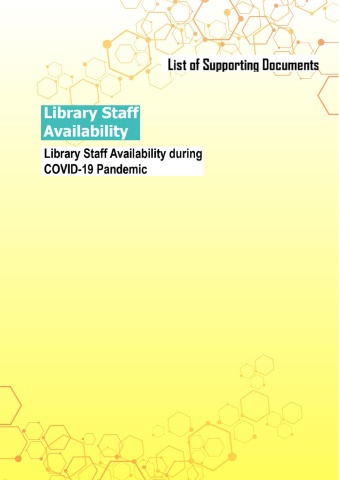 List of Supporting Documents
Library Staff
Availability
Library Staff Availability during
COVID-19 Pandemic